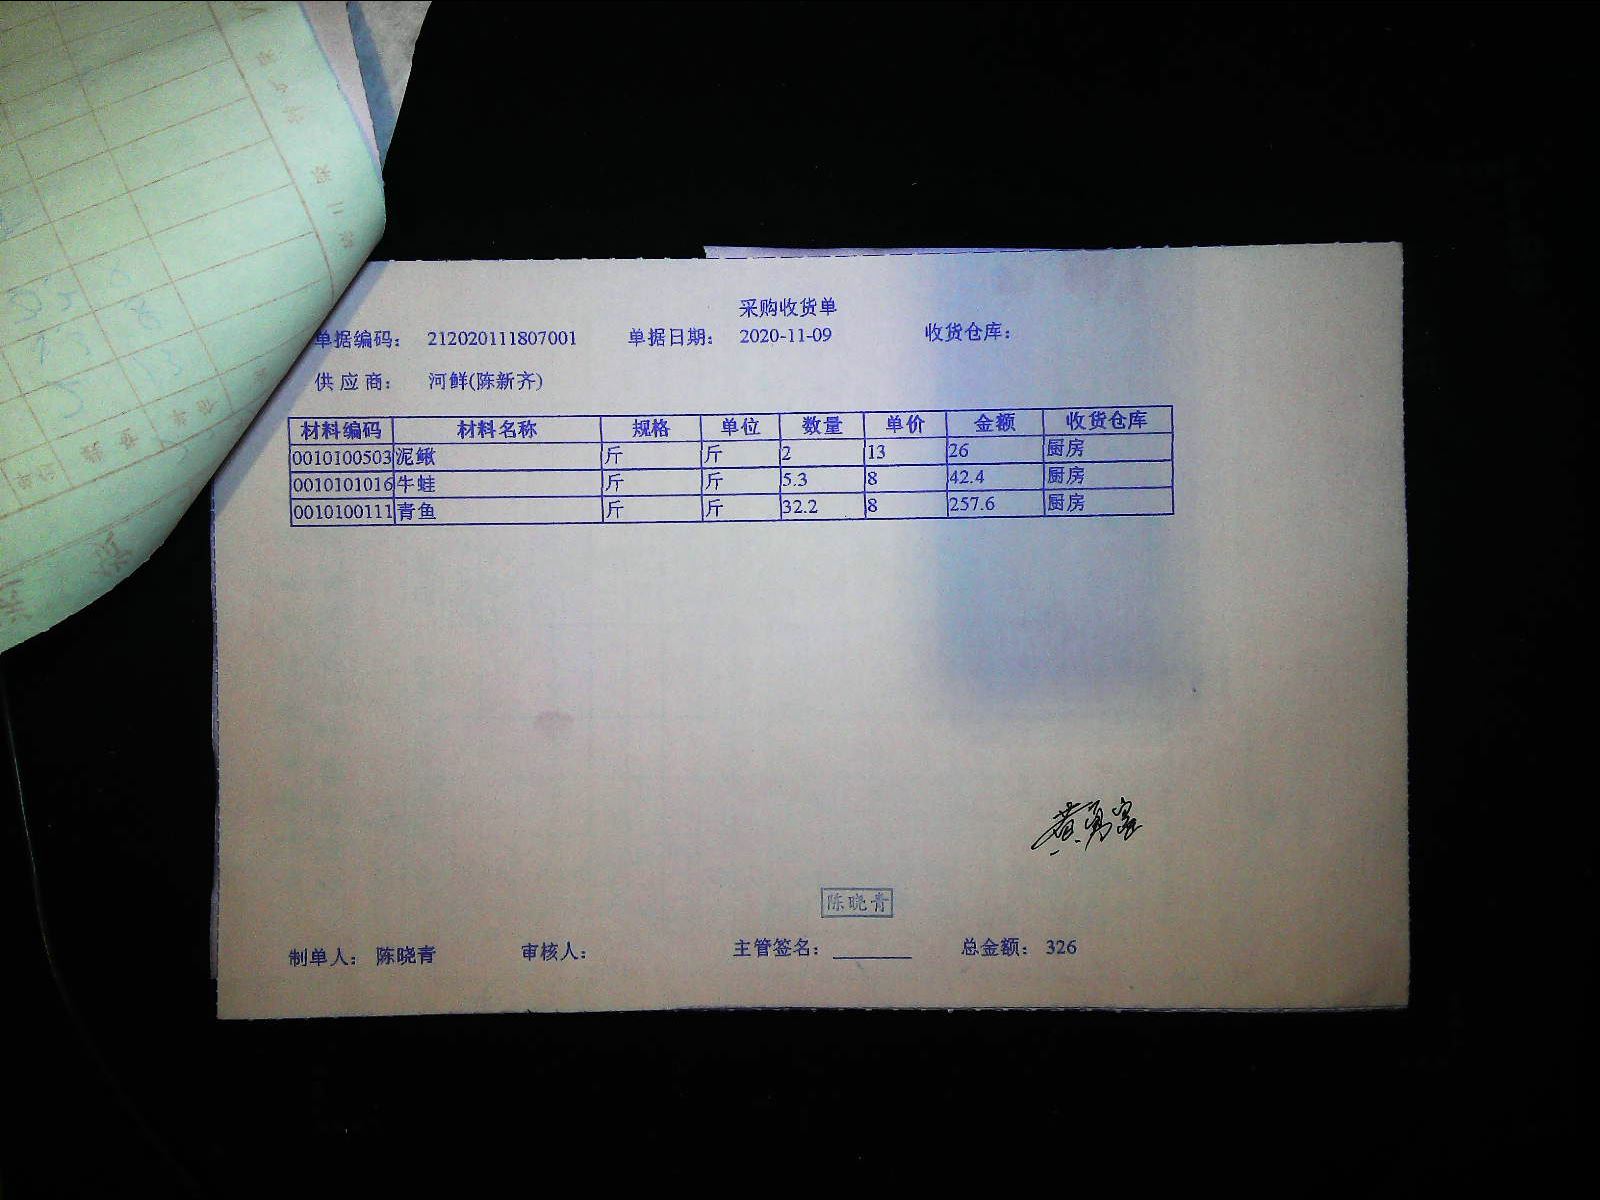 采购收货单
单据编码： 212020111807001 单据日期： 2020-11-09 收货仓库：
供 应 商： 河鲜(陈新齐)
材料编码 材料名称 规格 单位 数量 单价 金额 收货仓库
0010100503 泥鳅 斤 斤 2 13 26 厨房
0010101016 牛蛙 斤 斤 5.3 8 42.4 厨房
0010100111 青鱼 斤 斤 32.2 8 257.6 厨房
陈晓青
制单人： 陈晓青 审核人： 主管签名： 总金额： 326